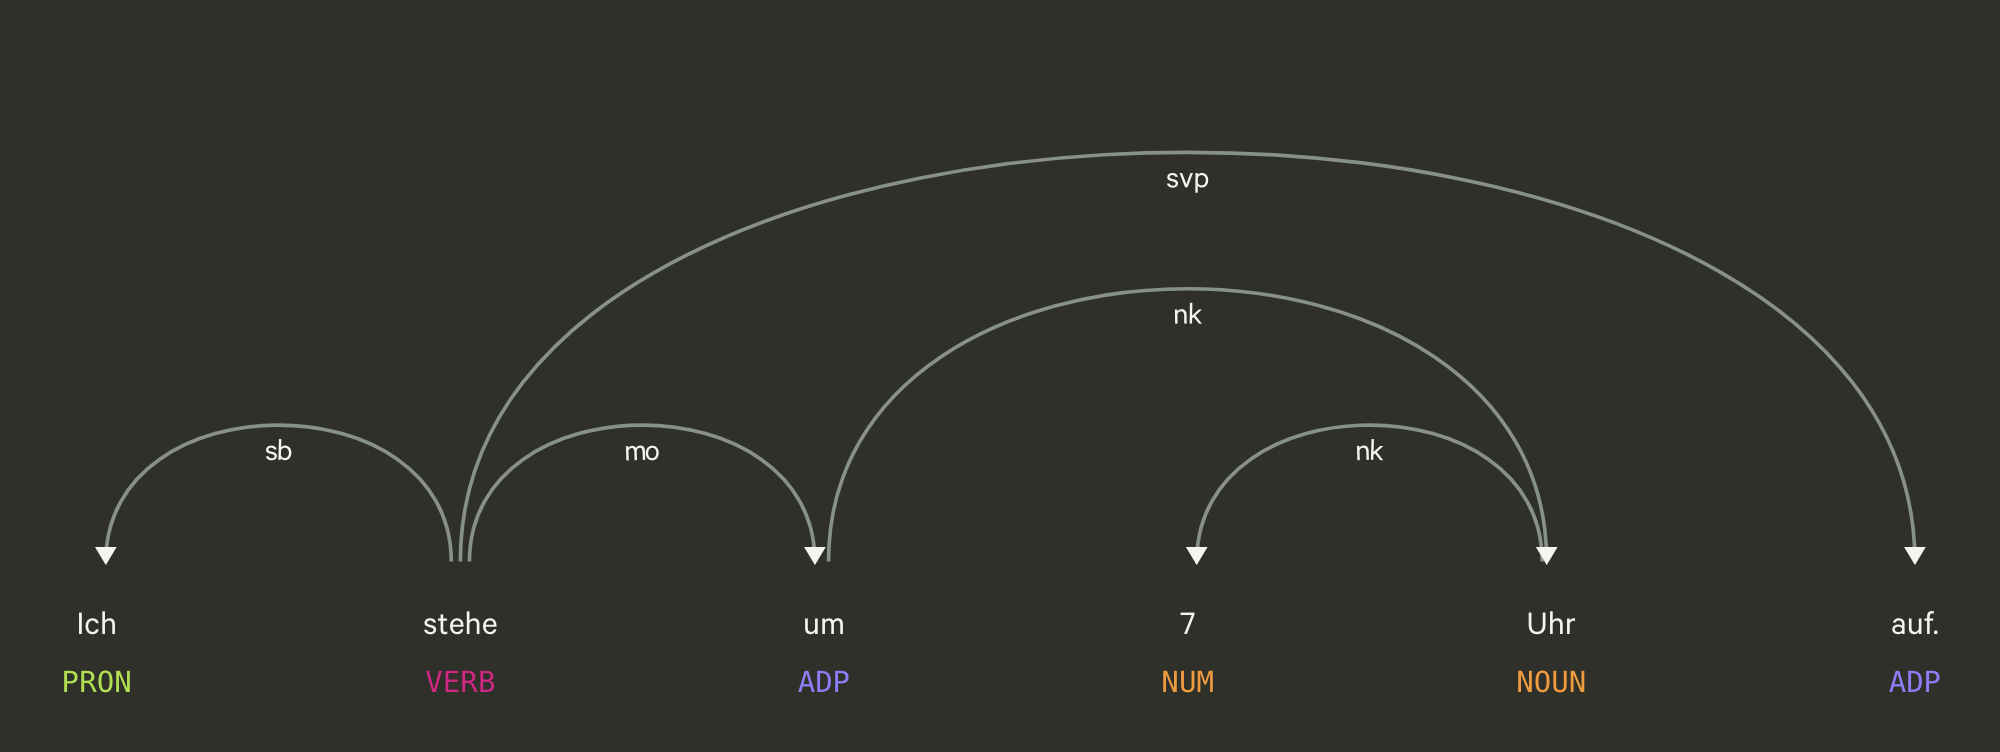 svp
nk
sb mo nk
Ich stehe um 7 Uhr auf.
PRON VERB ADP NUM NOUN ADP